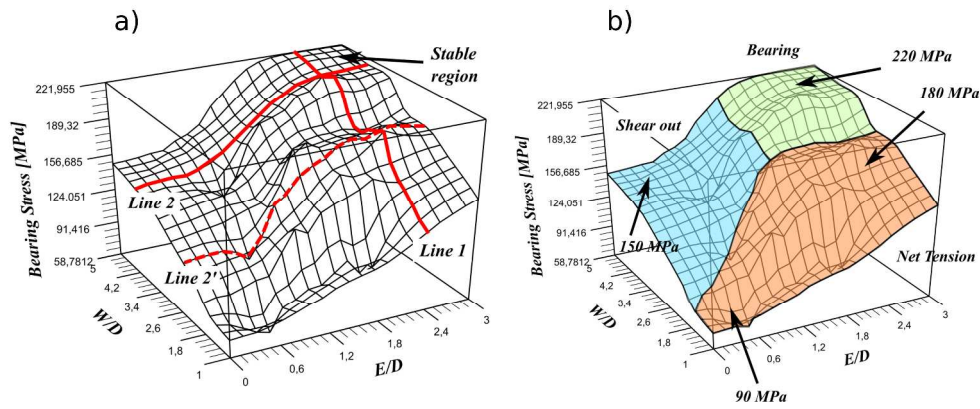 a)
Stable
region
221,955
189,32
156,685
124.051
91,416
58,7812
Bearing Stress [MPa]
Line 2
Line 2'
Line 1
5
4,2
3,4
2,6
1,8
1
W/D
0
0,6
1,2
1,8
2,4
3
E/D
b)
Bearing
220 MPa
180 MPa
Shear out
150 MPa
Net Tension
90 MPa
221,955
189,32
156,685
124,051
91,416
58,7812
Bearing Stress [MPa]
5
4,2
3,4
2,6
1,8
1
W/D
0
0,6
1,2
1,8
2,4
3
E/D